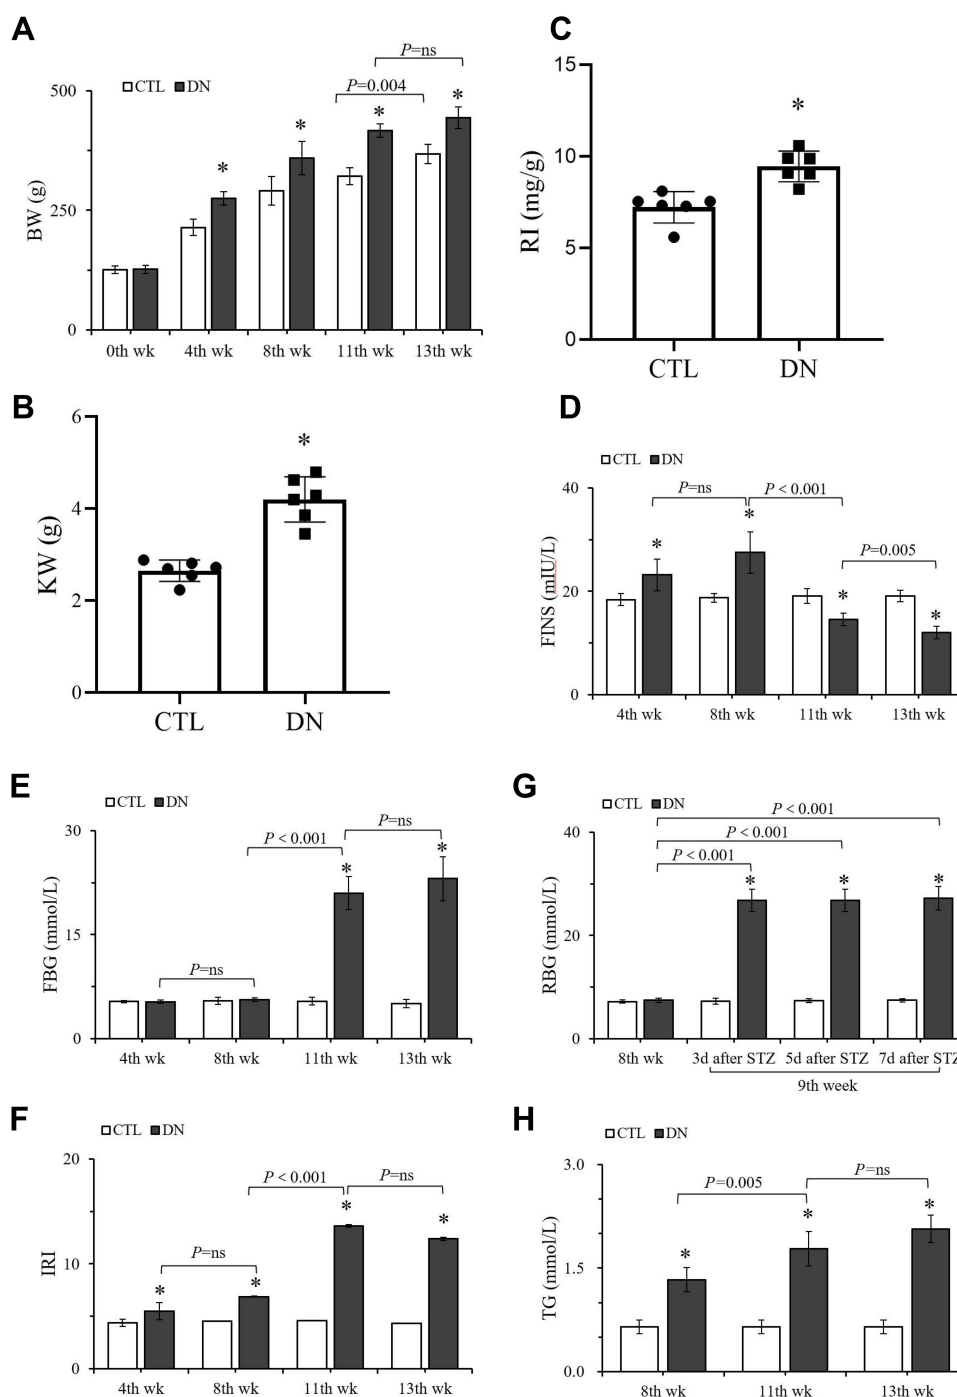 A
P=ns
CTL DN
P=0.004
500
*
*
*
*
BW (g)
250
0
0th wk 4th wk 8th wk 11th wk 13th wk
C
15
*
10
RI (mg/g)
5
0
CTL DN
B
6
*
4
KW (g)
2
0
CTL DN
D
CTL DN
40
P=ns
P < 0.001
*
*
P=0.005
*
*
FINS (mIU/L)
20
0
4th wk 8th wk 11th wk 13th wk
E
CTL DN
30
P < 0.001
P=ns
*
*
FBG (mmol/L)
15
P=ns
0
4th wk 8th wk 11th wk 13th wk
G
CTL DN
40
P < 0.001
P < 0.001
P < 0.001
*
*
*
RBG (mmol/L)
20
0
8th wk 3d after STZ 5d after STZ 7d after STZ
9th week
F
CTL DN
20
P < 0.001
P=ns
*
*
P=ns
*
*
IRI
10
0
4th wk 8th wk 11th wk 13th wk
H
CTL DN
3.0
P=0.005
P=ns
*
*
*
TG (mmol/L)
1.5
0.0
8th wk 11th wk 13th wk